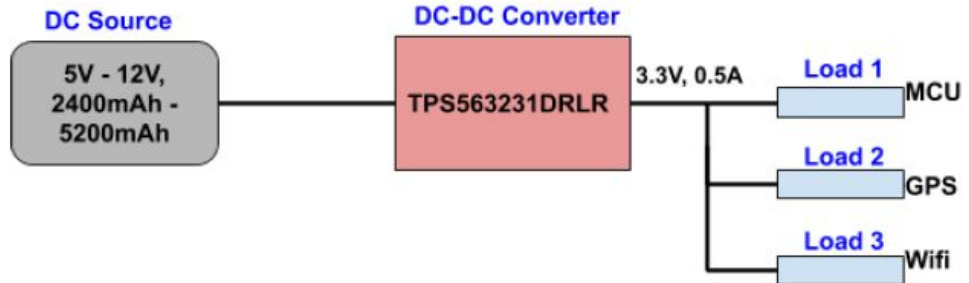 DC Source
DC-DC Converter
5V - 12V,
2400mAh -
5200mAh
TPS563231DRLR
3.3V, 0.5A
Load 1
MCU
Load 2
GPS
Load 3
Wifi